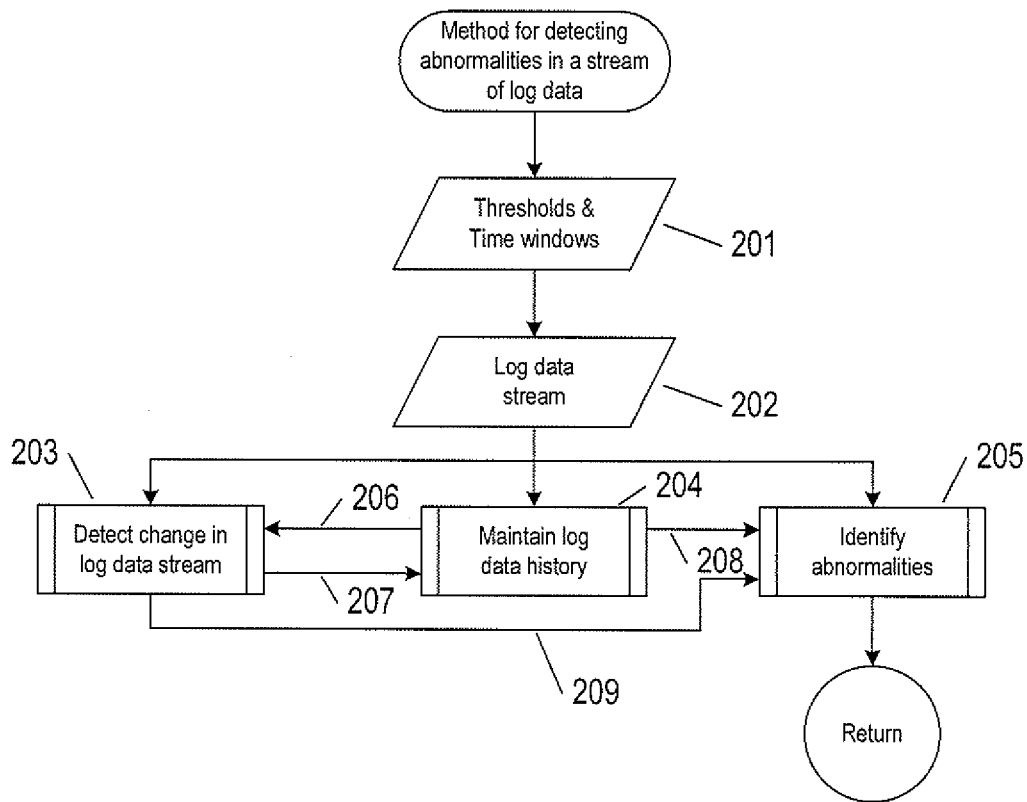 Method for detecting
abnormalities in a stream
of log data
Thresholds &
Time windows
201
Log data
stream
202
203
205
206
204
Detect change in
log data stream
Maintain log
data history
Identify
abnormalities
207
208
209
Return